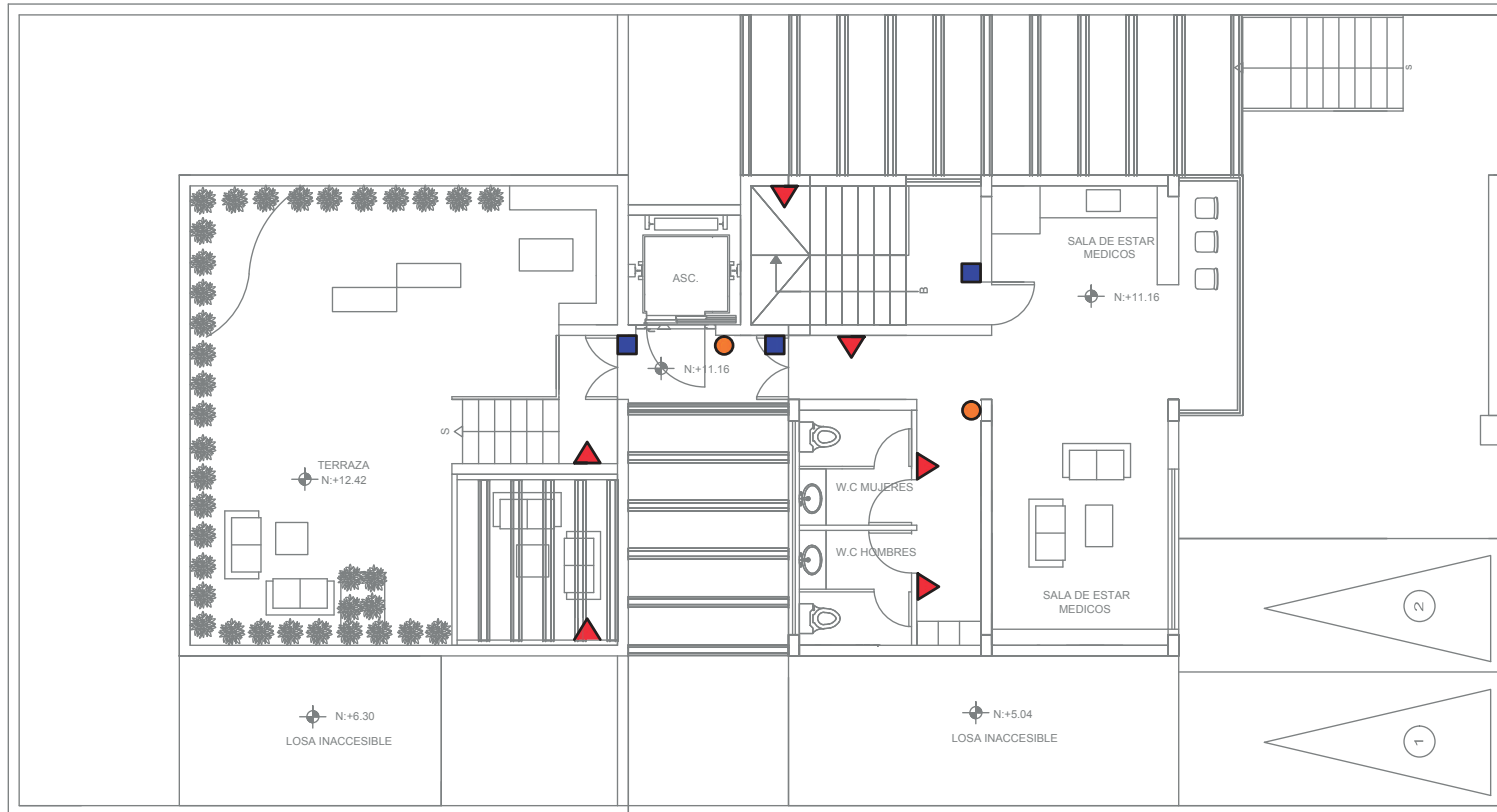 S
SALA DE ESTAR
MEDICOS
ASC.
B
N:+11.16
N:+11.16
S
TERRAZA
N:+12.42
W.C MUJERES
W.C HOMBRES
SALA DE ESTAR
MEDICOS
2
N:+6.30
LOSA INACCESIBLE
N:+5.04
LOSA INACCESIBLE
1